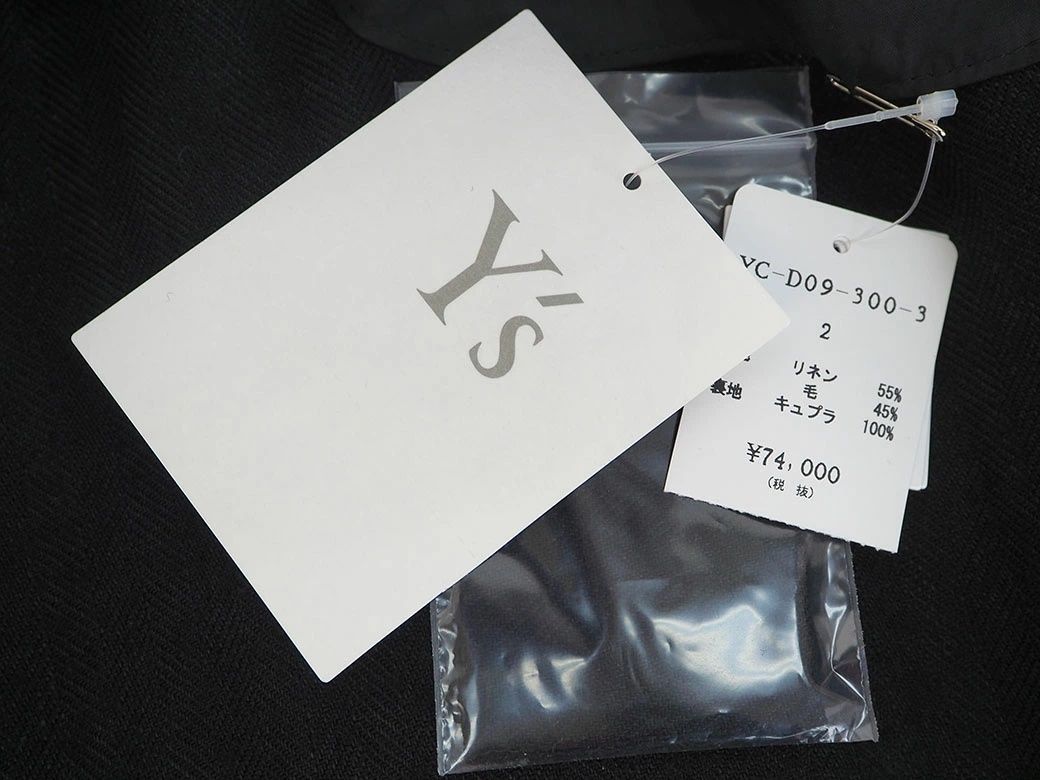 Y's
YC-D09-300-3
2
リネン 55%
毛 45%
裏地 キュプラ 100%
¥74,000
(税 抜)